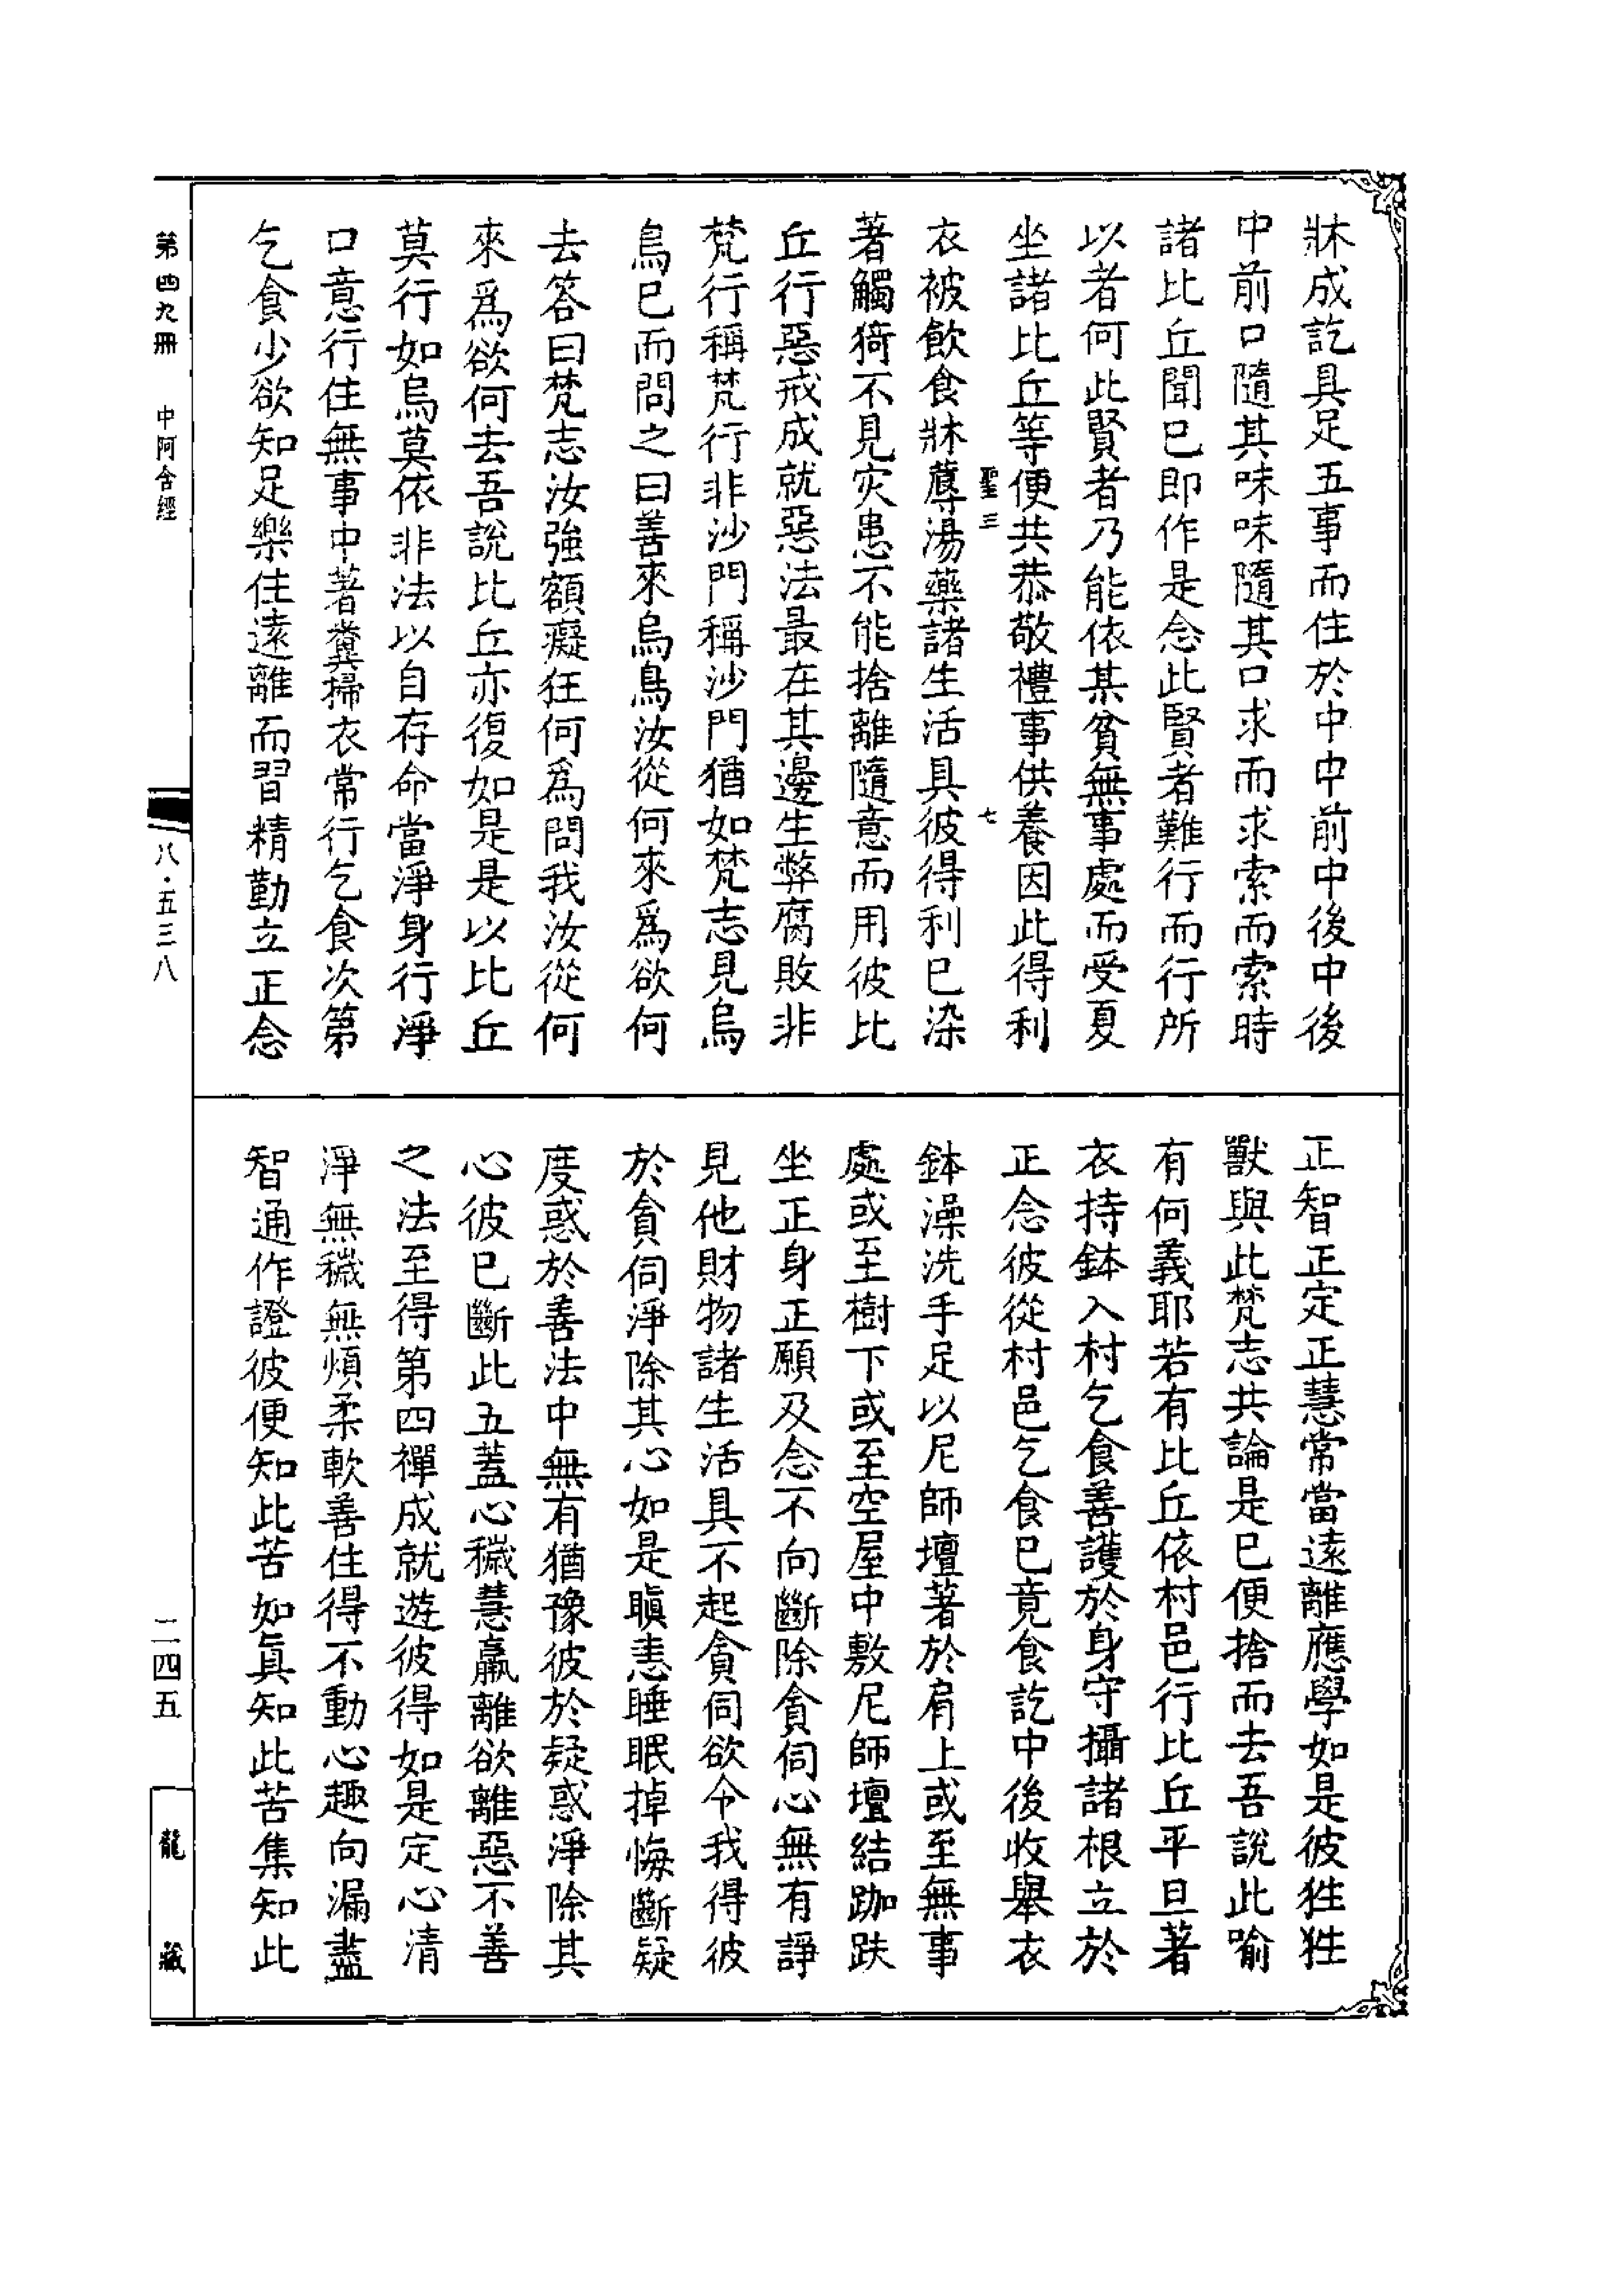 牀成訖具足五事而住於中中前中後中後
中前口隨其味味隨其口求而求索而索時
諸比丘聞已即作是念此賢者難行而行所
以者何此賢者乃能依某貧無事處而受夏
坐諸比丘等便共恭敬禮事供養因此得利
聖三
七
衣被飲食牀蓐湯藥諸生活具彼得利已染
著觸猗不見灾患不能捨離隨意而用彼比
丘行惡戒成就惡法最在其邊生弊腐敗非
梵行稱梵行非沙門稱沙門猶如梵志見烏
鳥已而問之曰善來烏鳥汝從何來爲欲何
去答曰梵志汝強額癡狂何爲問我汝從何
來爲欲何去吾說比丘亦復如是是以比丘
莫行如烏莫依非法以自存命當淨身行淨
口意行住無事中著糞掃衣常行乞食次第
乞食少欲知足樂住遠離而習精勤立正念
正智正定正慧常當遠離應學如是彼狌狌
獸與此梵志共論是已便捨而去吾說此喻
有何義耶若有比丘依村邑行比丘平旦著
衣持鉢入村乞食善護於身守攝諸根立於
正念彼從村邑乞食已竟食訖中後收舉衣
鉢澡洗手足以尼師壇著於肩上或至無事
處或至樹下或至空屋中敷尼師壇結跏趺
坐正身正願及念不向斷除貪伺心無有諍
見他財物諸生活具不起貪伺欲令我得彼
於貪伺淨除其心如是瞋恚睡眠掉悔斷疑
度惑於善法中無有猶豫彼於疑惑淨除其
心彼已斷此五蓋心穢慧羸離欲離惡不善
之法至得第四禪成就遊彼得如是定心清
淨無穢無煩柔軟善住得不動心趣向漏盡
智通作證彼便知此苦如眞知此苦集知此
第四九冊 中阿含經
八·五三八
二四五
龍藏